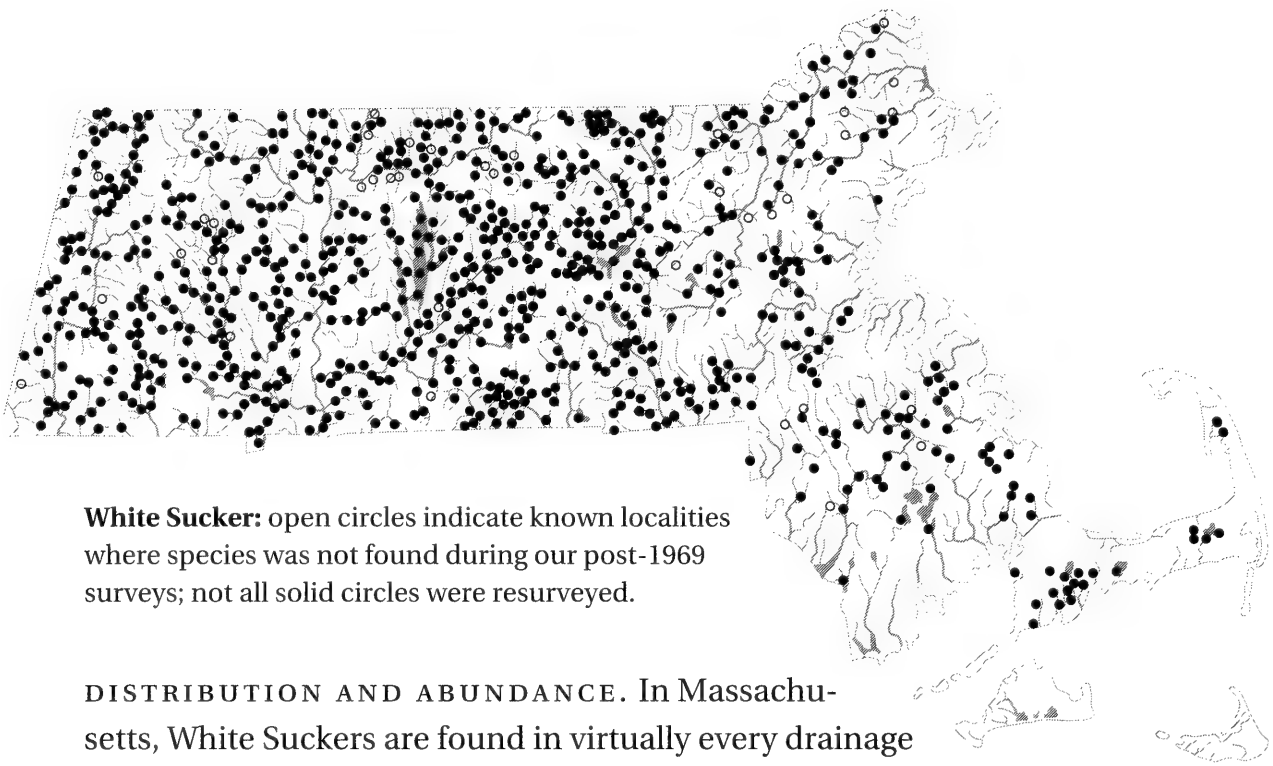 White Sucker: open circles indicate known localities
where species was not found during our post-1969
surveys; not all solid circles were resurveyed.
DISTRIBUTION AND ABUNDANCE. In Massachu-
setts, White Suckers are found in virtually every drainage